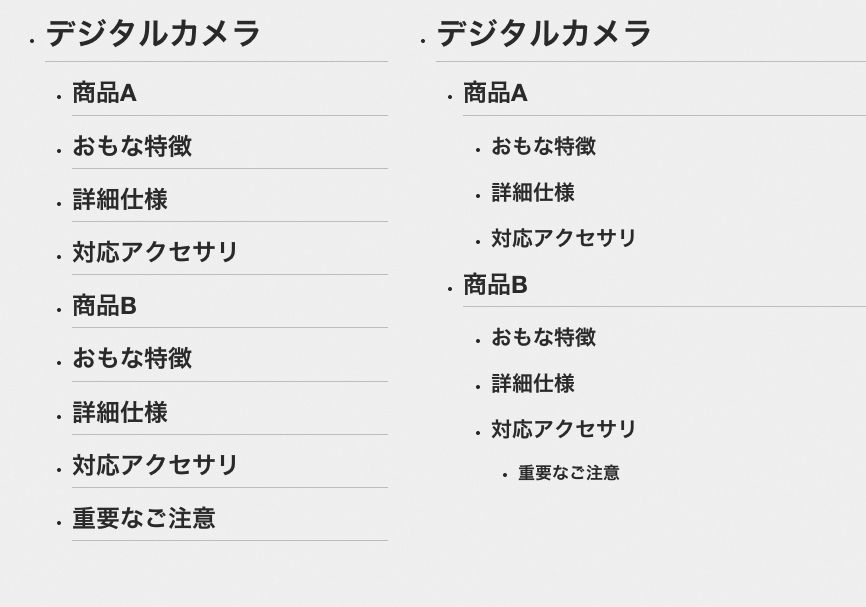 ・デジタルカメラ
・商品A
・おもな特徴
・詳細仕様
・対応アクセサリ
・商品B
・おもな特徴
・詳細仕様
・対応アクセサリ
・重要なご注意
・デジタルカメラ
・商品A
・おもな特徴
・詳細仕様
・対応アクセサリ
・商品B
・おもな特徴
・詳細仕様
・対応アクセサリ
・重要なご注意